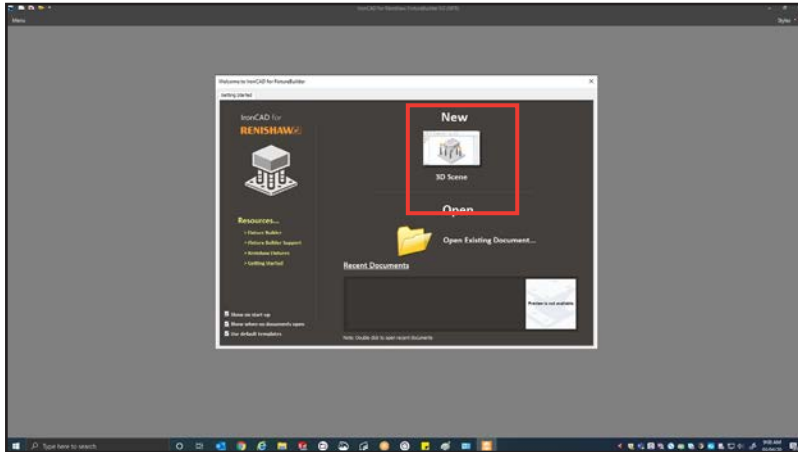 IronCAD for Renishaw FixtureBuilder
Menu
Styles
Welcome to IronCAD for FixtureBuilder
Getting Started
IronCAD for
RENISHAW
New
3D Scene
Open
Open Existing Document...
Resources...
> Fixture Builder
> Fixture Builder Support
> Renishaw Fixtures
> Getting Started
Recent Documents
Preview is not available
Show on start up
Show when no documents open
Use default templates
Note: Double click to open recent documents
Type here to search